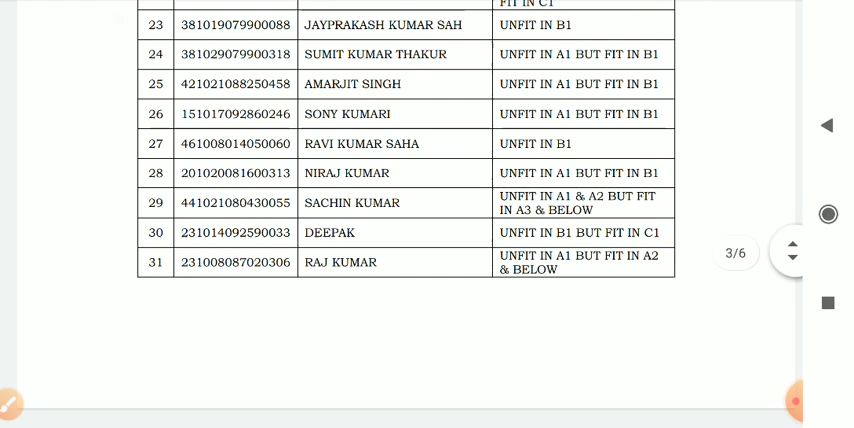 FIT IN C1
23 381019079900088 JAYPRAKASH KUMAR SAH UNFIT IN B1
24 381029079900318 SUMIT KUMAR THAKUR UNFIT IN A1 BUT FIT IN B1
25 421021088250458 AMARJIT SINGH UNFIT IN A1 BUT FIT IN B1
26 151017092860246 SONY KUMARI UNFIT IN A1 BUT FIT IN B1
27 461008014050060 RAVI KUMAR SAHA UNFIT IN B1
28 201020081600313 NIRAJ KUMAR UNFIT IN A1 BUT FIT IN B1
29 441021080430055 SACHIN KUMAR UNFIT IN A1 & A2 BUT FIT
IN A3 & BELOW
30 231014092590033 DEEPAK UNFIT IN B1 BUT FIT IN C1
31 231008087020306 RAJ KUMAR UNFIT IN A1 BUT FIT IN A2
& BELOW
3/6